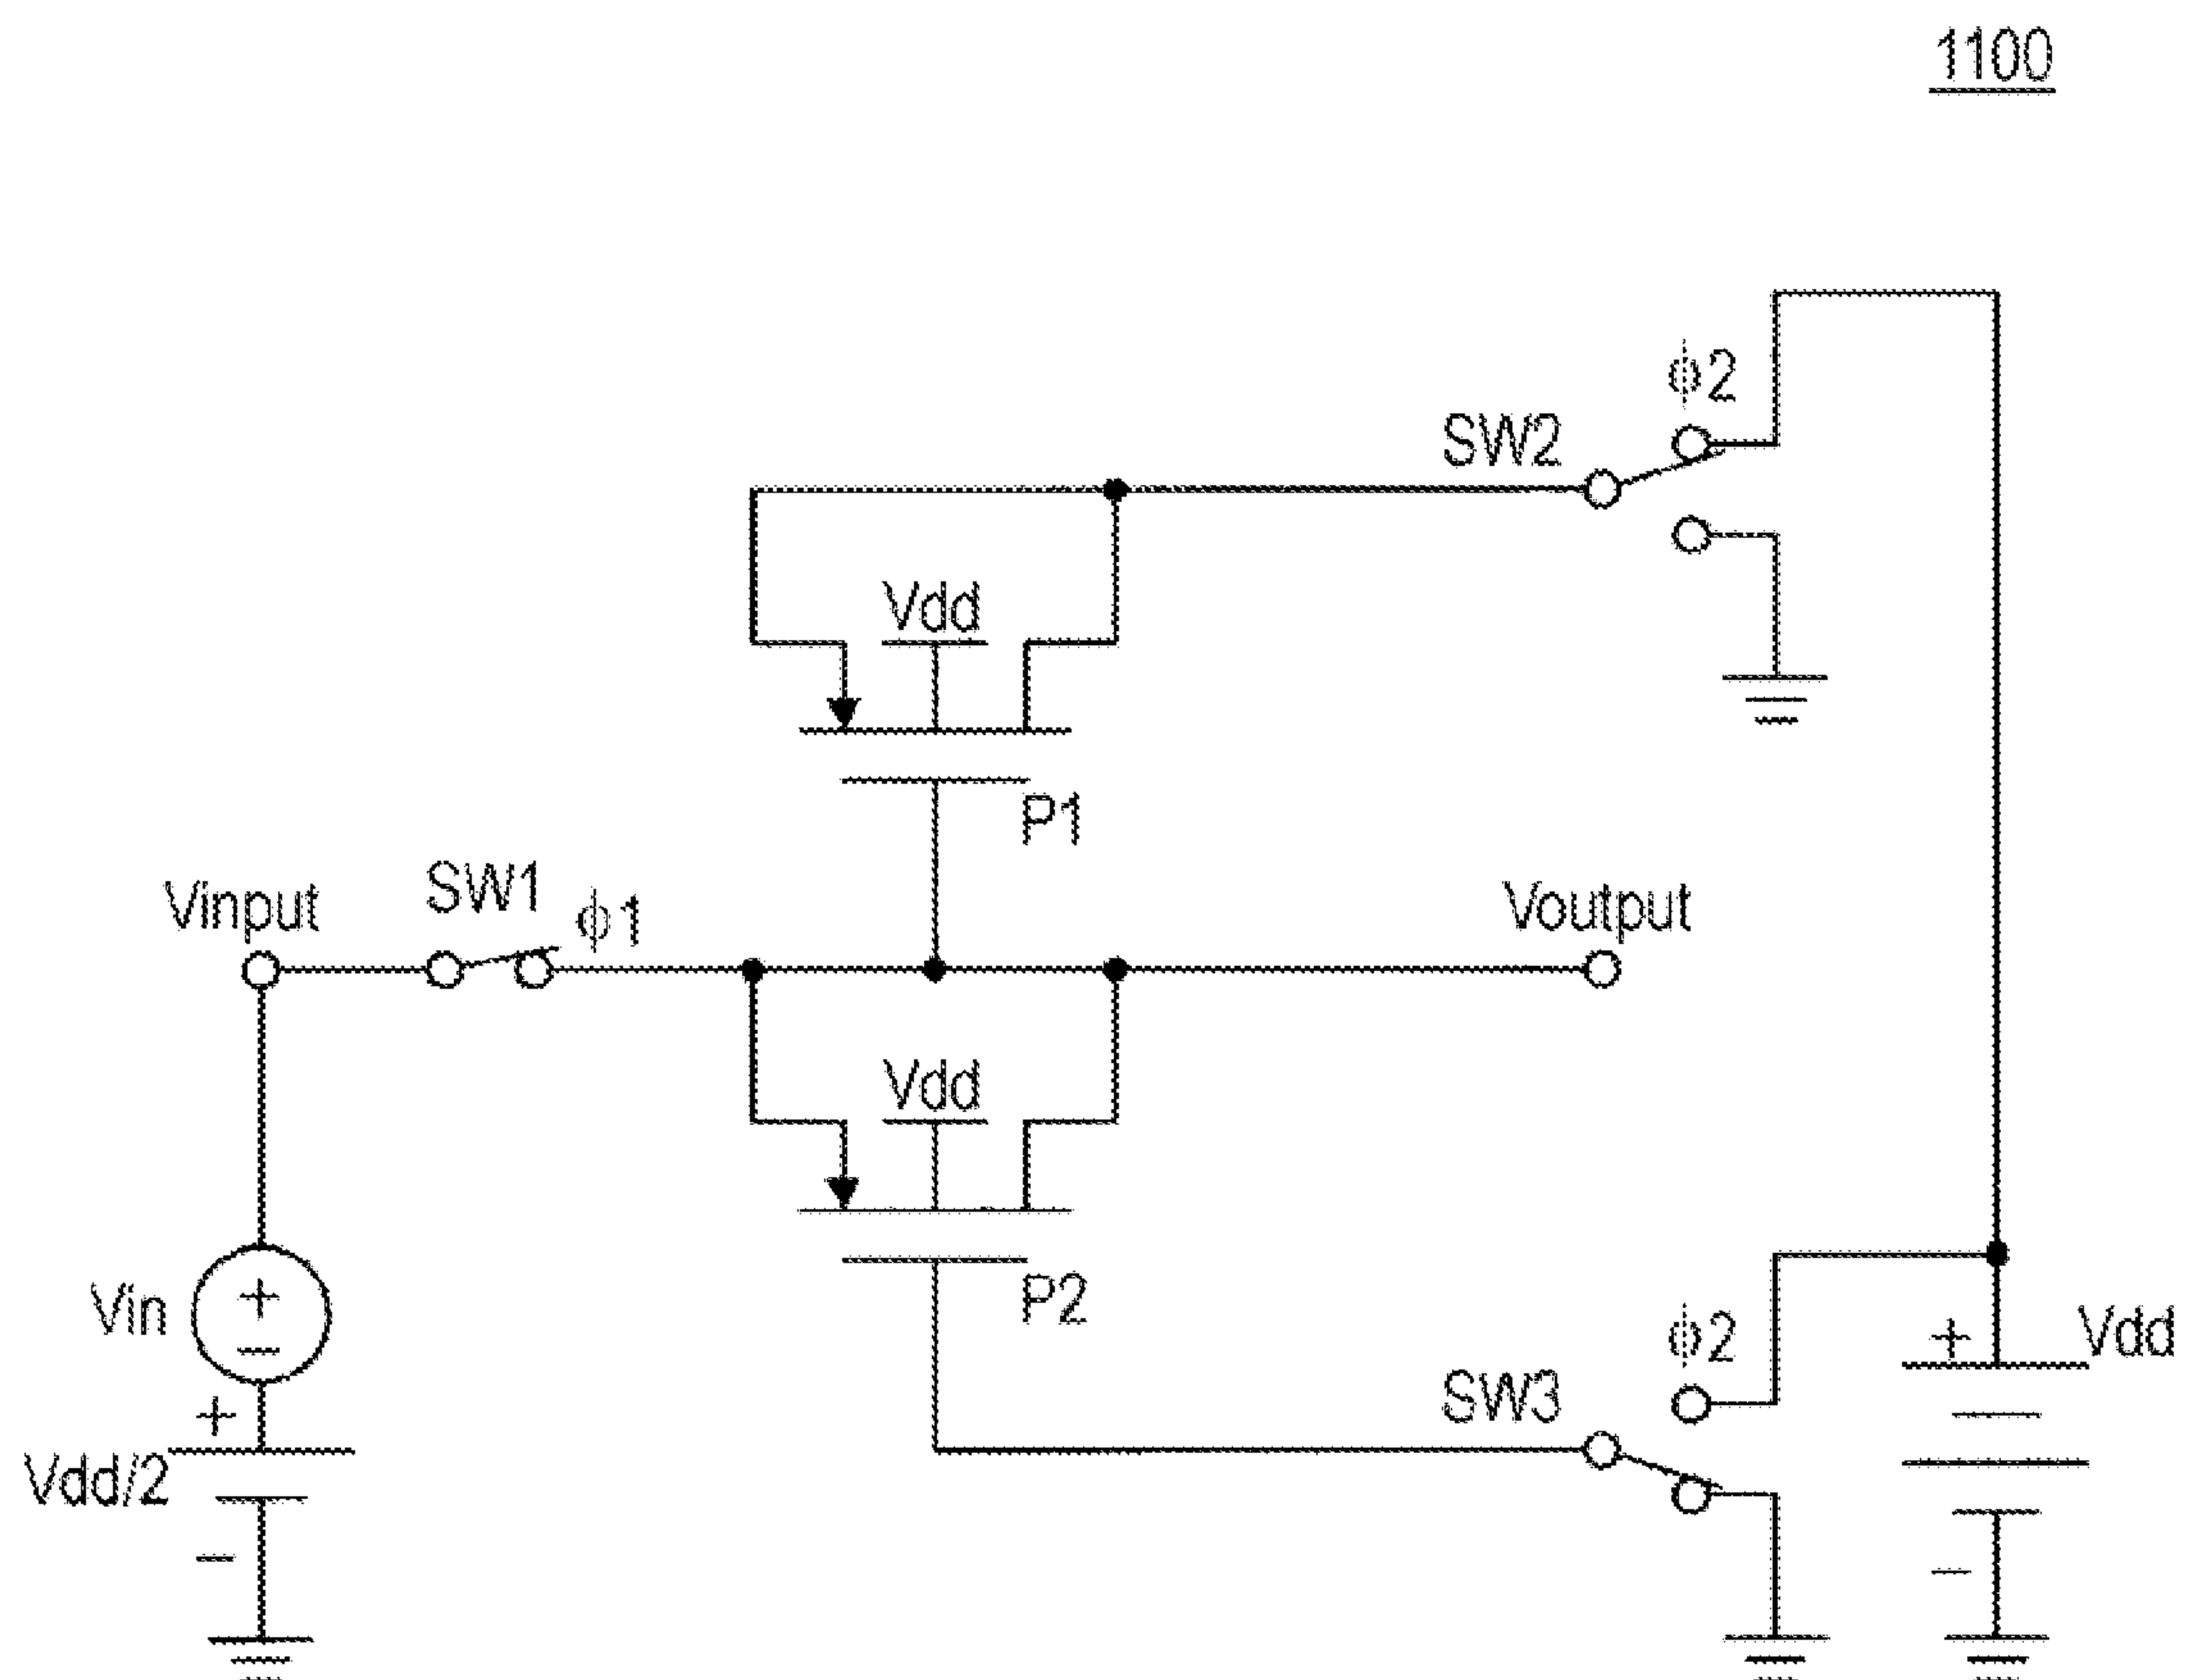 1100
ϕ2
SW2
Vdd
P1
Vinput
SW1
ϕ1
Voutput
Vdd
P2
Vin
+
−
ϕ2
+
Vdd
SW3
+
Vdd/2
−
−